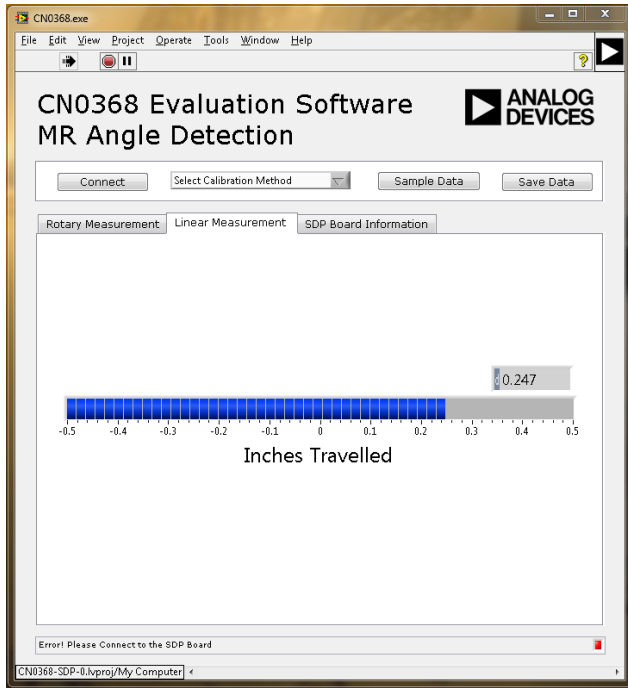 CN0368.exe
File Edit View Project Operate Tools Window Help
?
CN0368 Evaluation Software
MR Angle Detection
ANALOG
DEVICES
Connect
Select Calibration Method
Sample Data
Save Data
Rotary Measurement
Linear Measurement
SDP Board Information
d 0.247
-0.5 -0.4 -0.3 -0.2 -0.1 0 0.1 0.2 0.3 0.4 0.5
Inches Travelled
Error! Please Connect to the SDP Board
CN0368-SDP-0.lvproj/My Computer